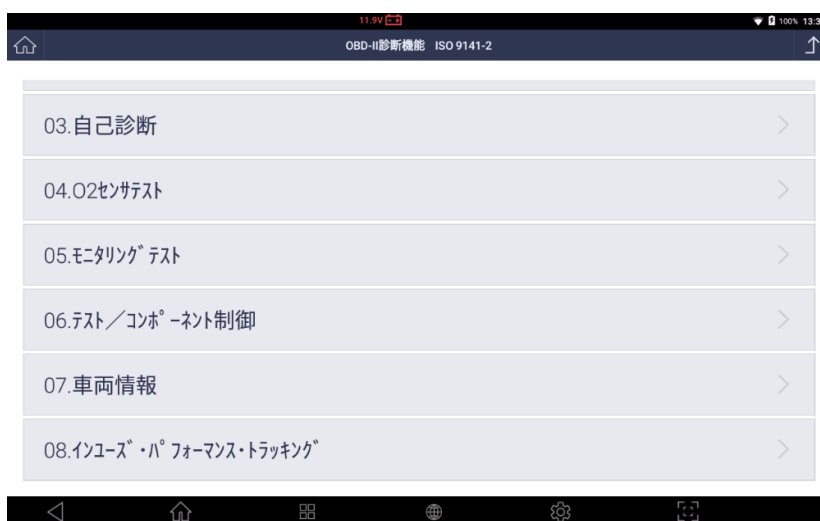 11.9V
100% 13:3
OBD-II診断機能 ISO 9141-2
03.自己診断
04.O2ｾﾝｻﾃｽﾄ
05.ﾓﾆﾀﾘﾝｸﾞﾃｽﾄ
06.ﾃｽﾄ／ｺﾝﾎﾟｰﾈﾝﾄ制御
07.車両情報
08.ｲﾝﾕｰｽﾞ･ﾊﾟﾌｫｰﾏﾝｽ･ﾄﾗｯｷﾝｸﾞ